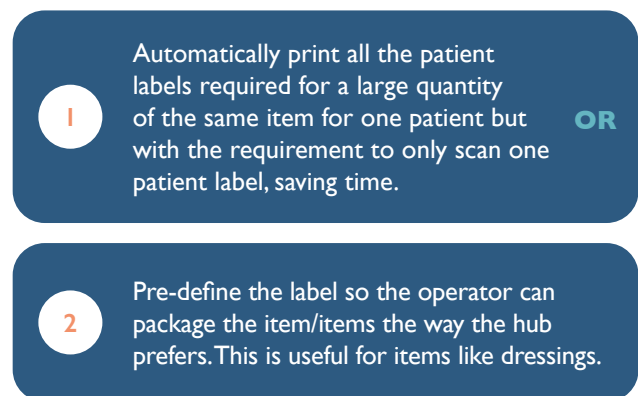 1
Automatically print all the patient
labels required for a large quantity
of the same item for one patient but
with the requirement to only scan one
patient label, saving time.
OR
2
Pre-define the label so the operator can
package the item/items the way the hub
prefers. This is useful for items like dressings.